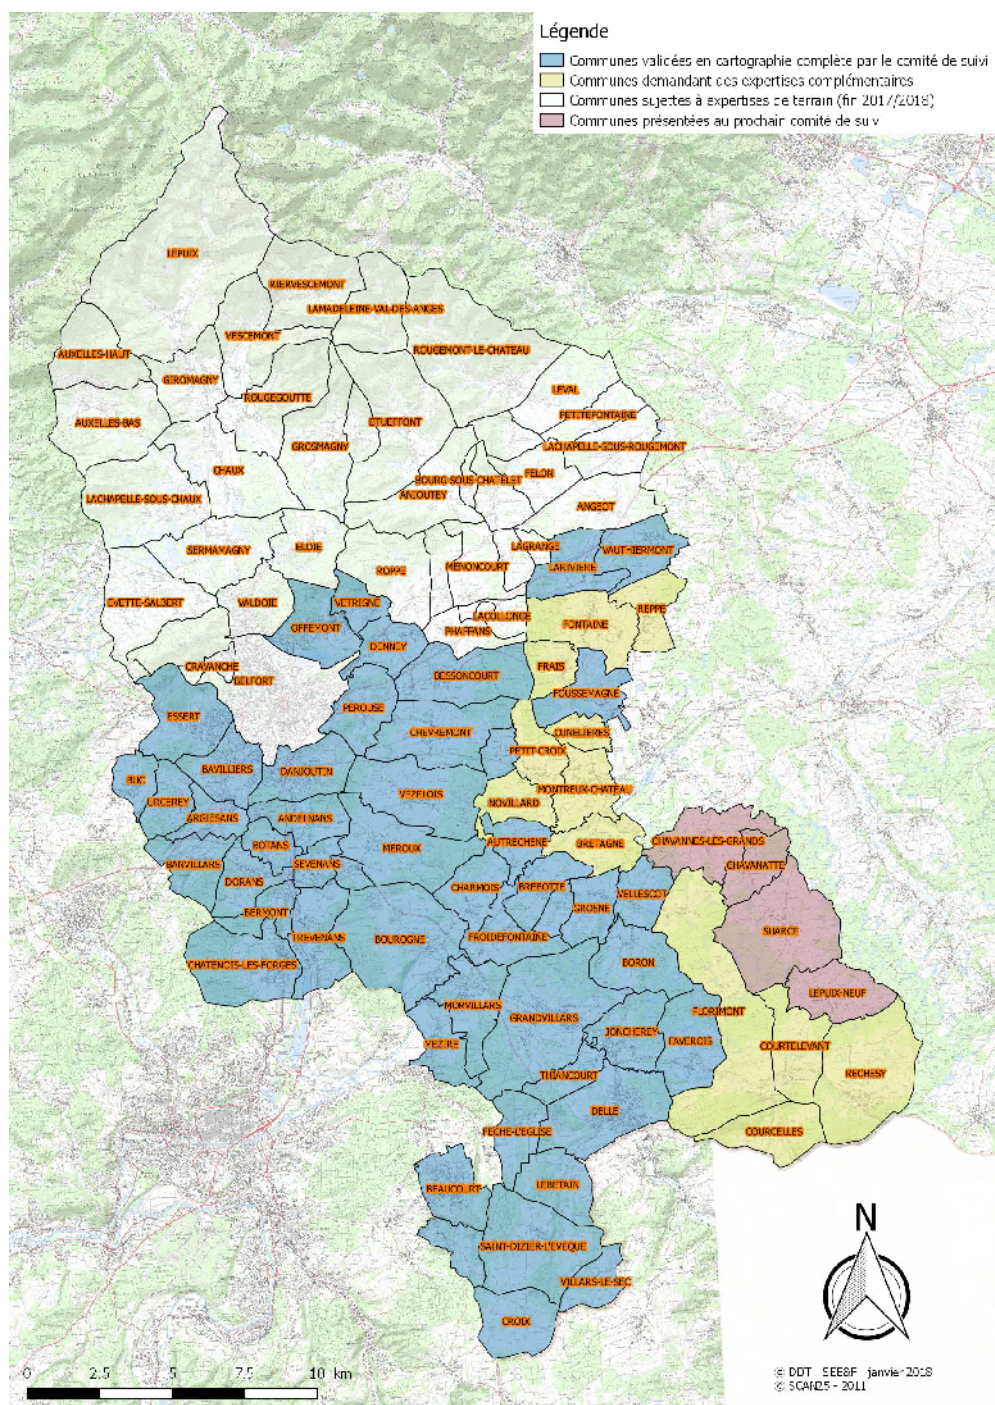 Légende
Communes validées en cartographie complète par le comité de suivi
Communes demandant des expertises complémentaires
Communes sujettes à expertises de terrain (fin 2017/2018)
Communes présentées au prochain comité de suiv
LEPUIX
RIERVESCEMONT
LAMADELEINE-VAL-DES-ANGES
VESCEMONT
AUXELLES-HAUT
ROUGEMONT-LE-CHATEAU
GIROMAGNY
LEVAL
ROUGEGOUTTE
PETITEFONTAINE
AUXELLES-BAS
ETUEFFONT
GROSMAGNY
LACHAPELLE-SOUS-ROUGEMONT
CHAUX
FELON
BOURG-SOUS-CHATELET
ANJOUTEY
LACHAPELLE-SOUS-CHAUX
ANGEOT
SERMAMAGNY
ELOIE
LAGRANGE
VAUTHIERMONT
ROPPE
MENONCOURT
LARIVIERE
EVETTE-SALBERT
VALDOIE
VETRIGNE
REPPE
LACOLLONGE
OFFEMONT
PHAFFANS
FONTAINE
DENNEY
CRAVANCHE
FRAIS
BELFORT
BESSONCOURT
FOUSSEMAGNE
PEROUSE
ESSERT
CHEVREMONT
CUNELIERES
PETIT-CROIX
BAVILLIERS
DANJOUTIN
BUC
MONTREUX-CHATEAU
VEZELOIS
URCEREY
NOVILLARD
ARGIESANS
ANDELNANS
CHAVANNES-LES-GRANDS
BOTANS
MEROUX
AUTRECHENE
BRETAGNE
BANVILLARS
SEVENANS
CHAVANATTE
DORANS
CHARMOIS
BREBOTTE
VELLESCOT
BERMONT
GROSNE
SUARCE
TREVENANS
BOUROGNE
FROIDEFONTAINE
CHATENOIS-LES-FORGES
BORON
LEPUIX-NEUF
MORVILLARS
GRANDVILLARS
FLORIMONT
JONCHEREY
MEZIRE
FAVEROIS
COURTELEVANT
THIANCOURT
RECHESY
DELLE
FECHE-L'EGLISE
COURCELLES
BEAUCOURT
LEBETAIN
SAINT-DIZIER-L'EVEQUE
VILLARS-LE-SEC
CROIX
N
0 2.5 5 7.5 10 km
© DDT SEE&F janvier 2018
© SCAN25 - 2011